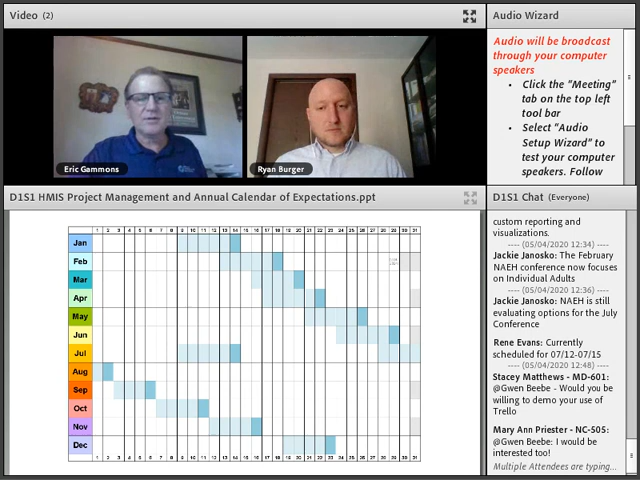 Video (2)
Eric Gammons
Ryan Burger
Audio Wizard
Audio will be broadcast
through your computer
speakers
• Click the "Meeting"
tab on the top left
tool bar
• Select "Audio
Setup Wizard" to
test your computer
speakers. Follow
D1S1 HMIS Project Management and Annual Calendar of Expectations.ppt
1 2 3 4 5 6 7 8 9 10 11 12 13 14 15 16 17 18 19 20 21 22 23 24 25 26 27 28 29 30 31
Jan
Feb
Mar
Apr
May
Jun
Jul
Aug
Sep
Oct
Nov
Dec
1 2 3 4 5 6 7 8 9 10 11 12 13 14 15 16 17 18 19 20 21 22 23 24 25 26 27 28 29 30 31
D1S1 Chat (Everyone)
custom reporting and
visualizations.
---- (05/04/2020 12:34) ----
Jackie Janosko: The February
NAEH conference now focuses
on Individual Adults
---- (05/04/2020 12:36) ----
Jackie Janosko: NAEH is still
evaluating options for the July
Conference
Rene Evans: Currently
scheduled for 07/12-07/15
---- (05/04/2020 12:48) ----
Stacey Matthews - MD-601:
@Gwen Beebe - Would you be
willing to demo your use of
Trello
Mary Ann Priester - NC-505:
@Gwen Beebe: I would be
interested too!
Multiple Attendees are typing...